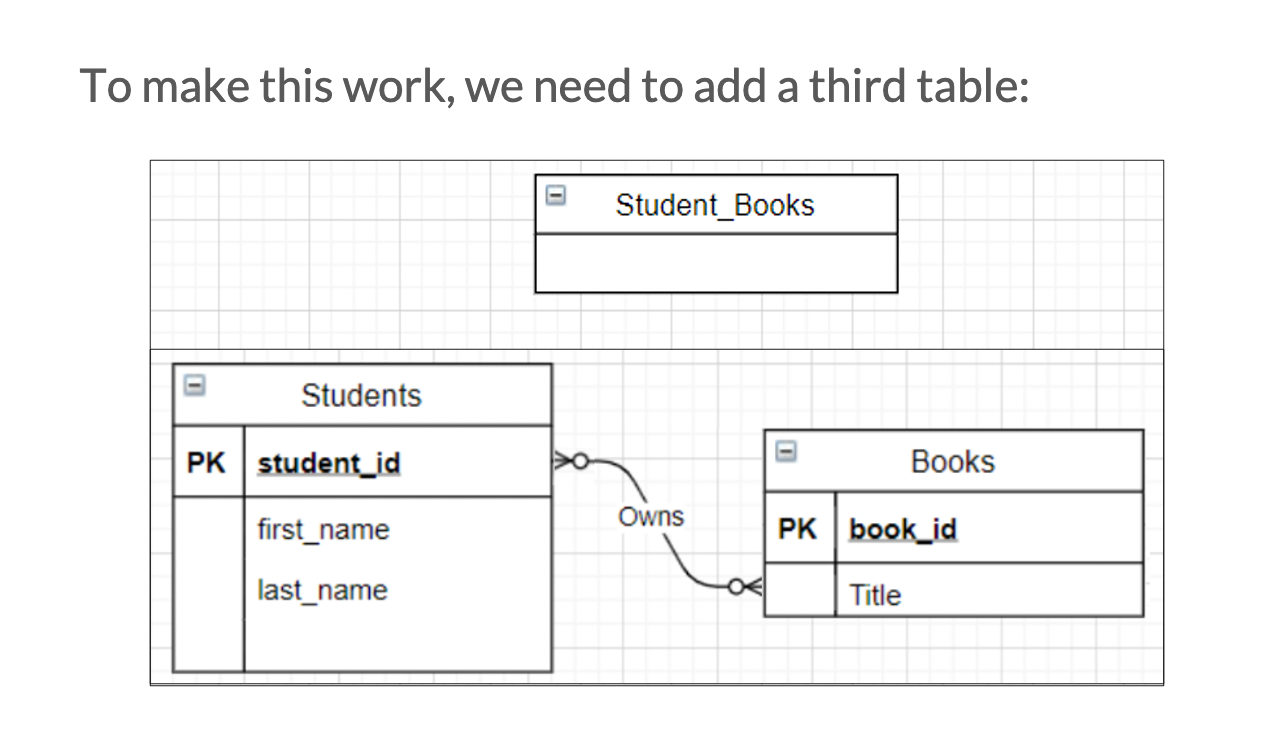 To make this work, we need to add a third table:
Student_Books
Students
PK student_id
first_name
last_name
Owns
Books
PK book_id
Title